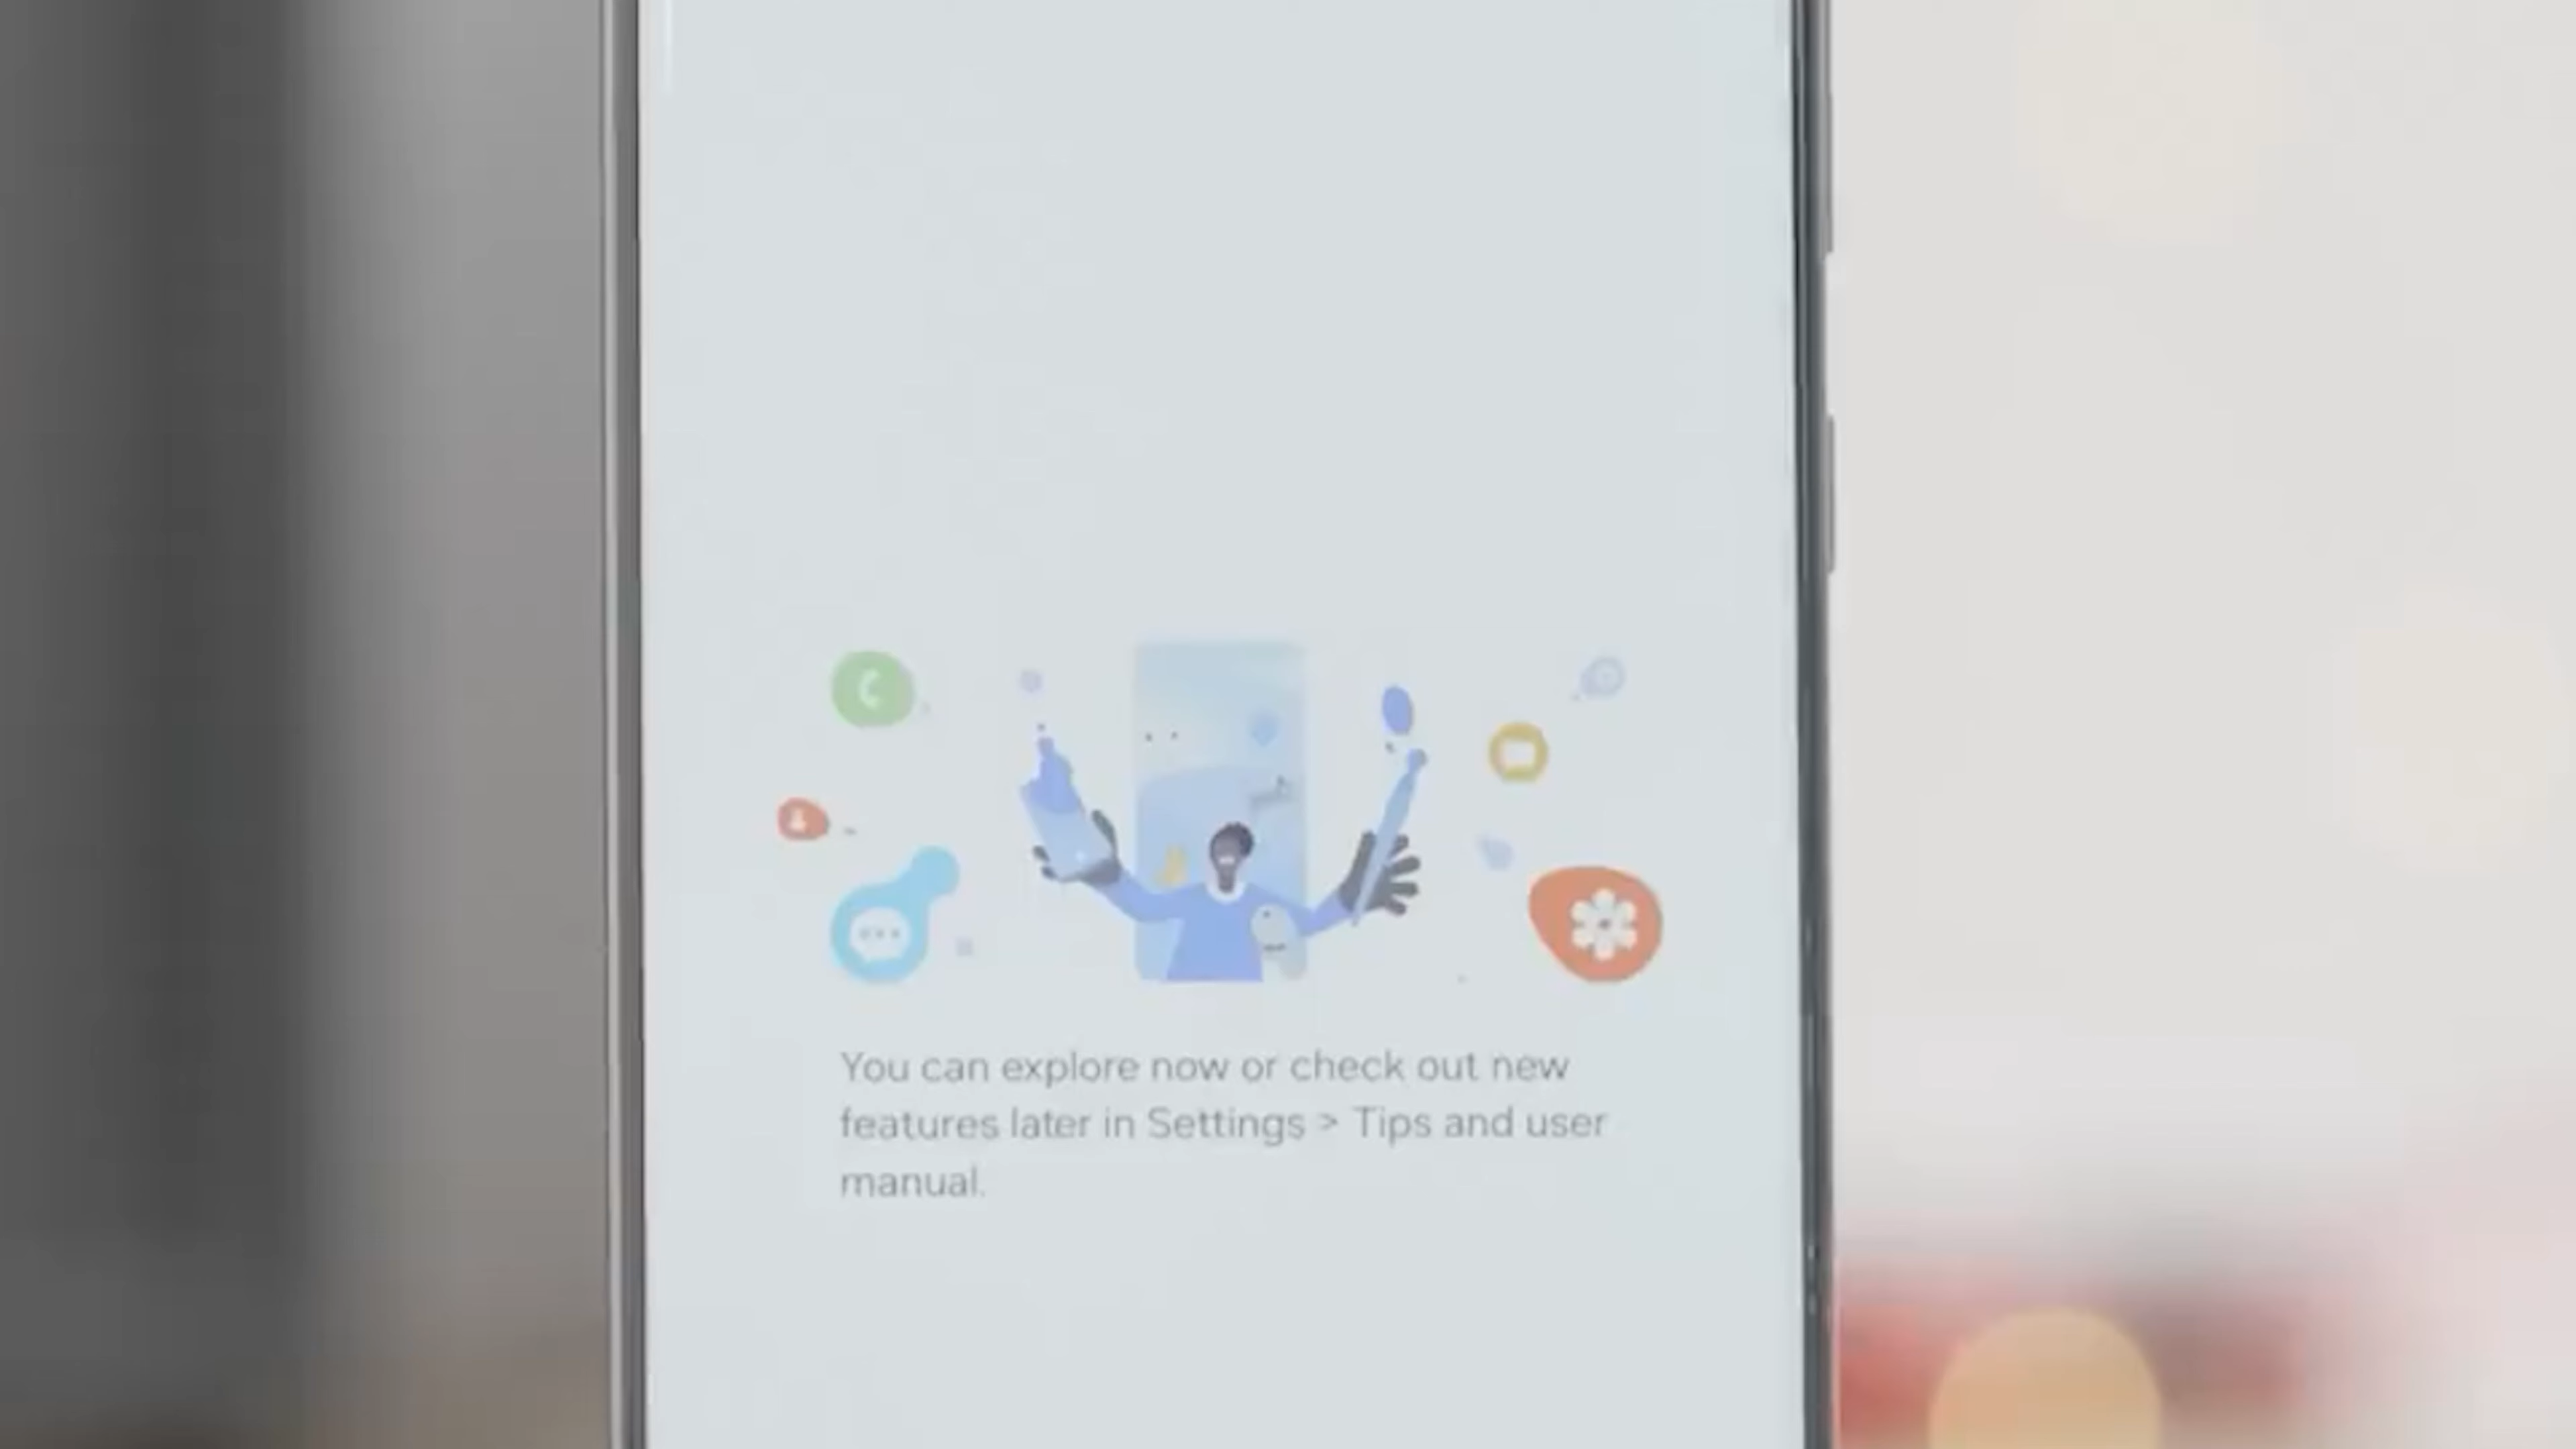 You can explore now or check out new
features later in Settings > Tips and user
manual.